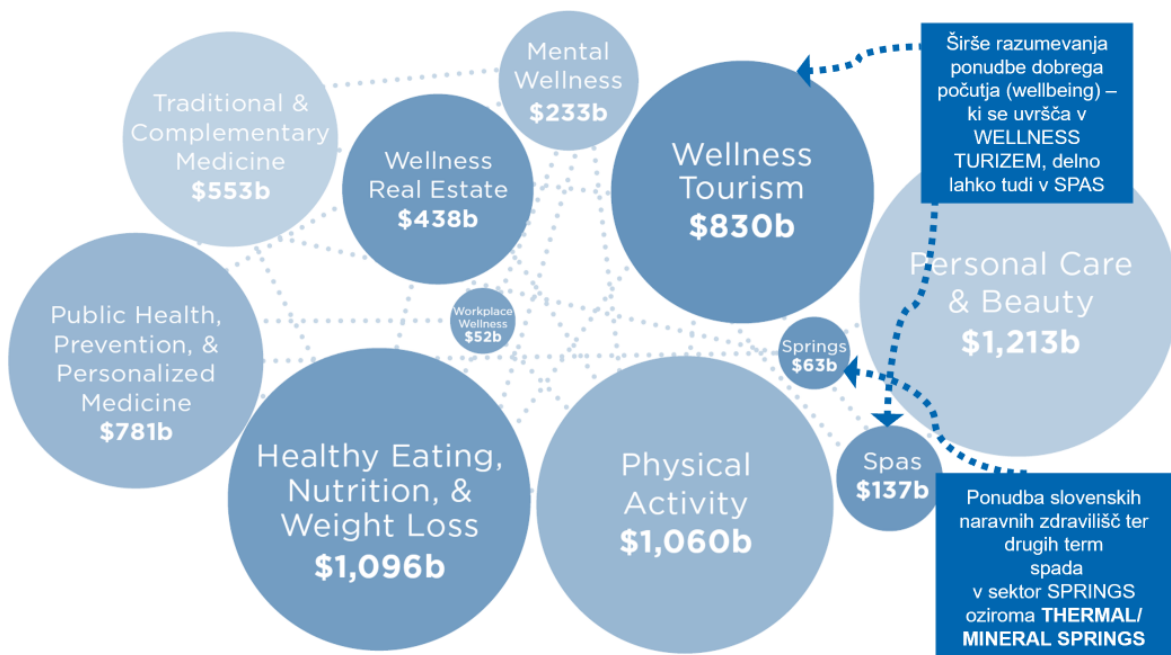 Mental
Wellness
$233b
Traditional &
Complementary
Medicine
$553b
Wellness
Real Estate
$438b
Wellness
Tourism
$830b
Širše razumevanja
ponudbe dobrega
počutja (wellbeing) –
ki se uvršča v
WELLNESS
TURIZEM, delno
lahko tudi v SPAS
Personal Care
& Beauty
$1,213b
Public Health,
Prevention, &
Personalized
Medicine
$781b
Workplace
Wellness
$52b
Springs
$63b
Healthy Eating,
Nutrition, &
Weight Loss
$1,096b
Physical
Activity
$1,060b
Spas
$137b
Ponudba slovenskih
naravnih zdravilišč ter
drugih term
spada
v sektor SPRINGS
oziroma THERMAL/
MINERAL SPRINGS